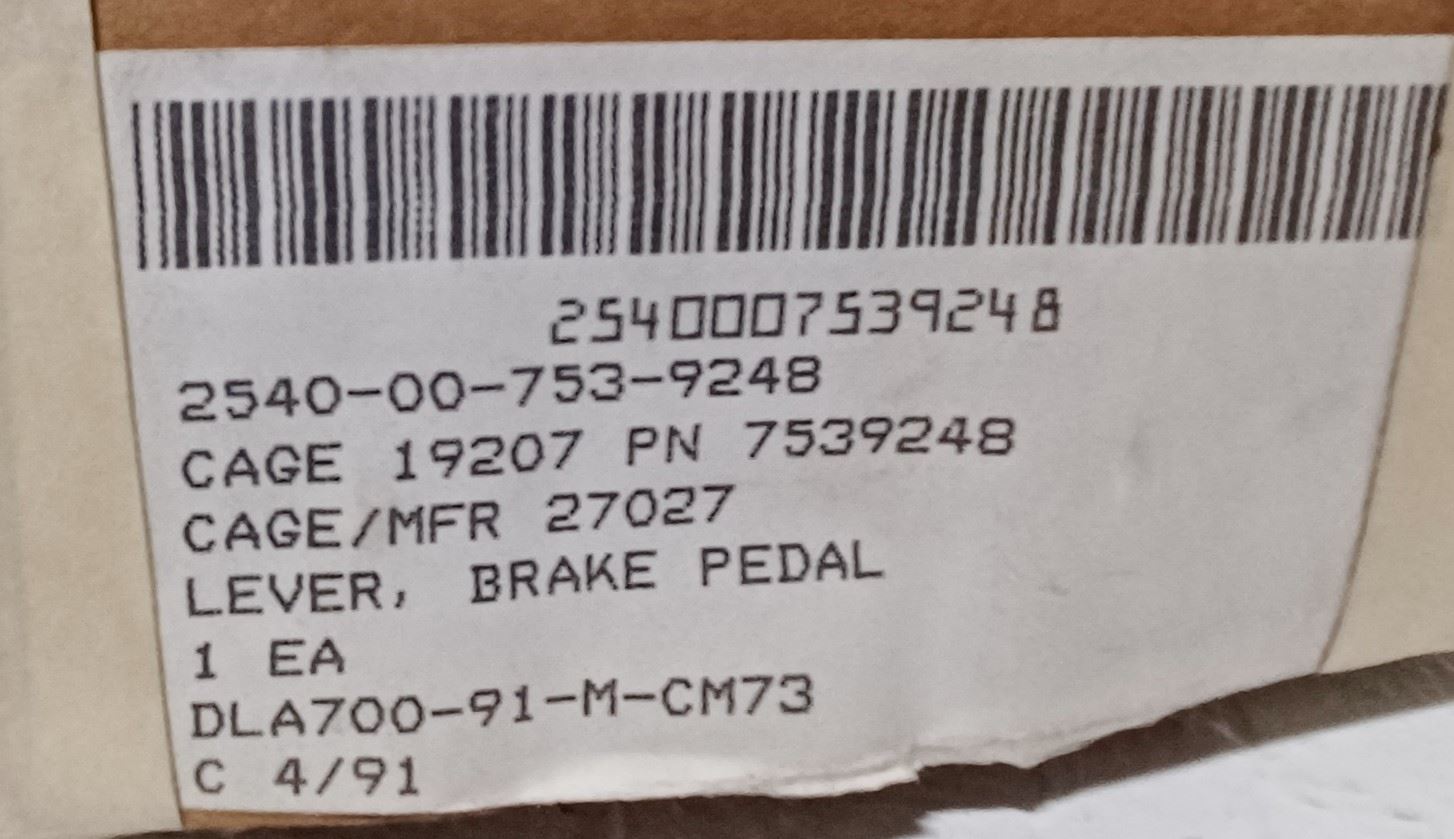 2540007539248
2540-00-753-9248
CAGE 19207 PN 7539248
CAGE/MFR 27027
LEVER, BRAKE PEDAL
1 EA
DLA700-91-M-CM73
C 4/91